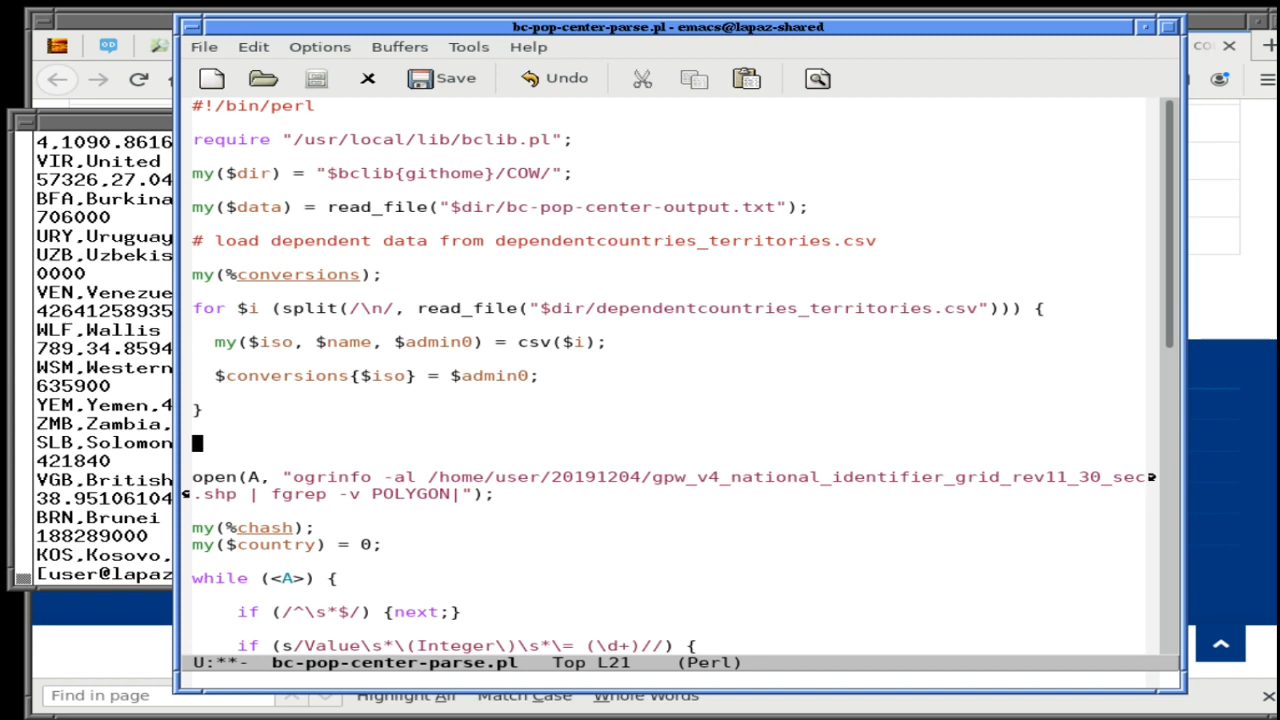 bc-pop-center-parse.pl - emacs@lapaz-shared
File Edit Options Buffers Tools Help
Save Undo
#!/bin/perl
require "/usr/local/lib/bclib.pl";
my($dir) = "$bclib{githome}/COW/";
my($data) = read_file("$dir/bc-pop-center-output.txt");
# load dependent data from dependentcountries_territories.csv
my(%conversions);
for $i (split(/\n/, read_file("$dir/dependentcountries_territories.csv"))) {
my($iso, $name, $admin0) = csv($i);
$conversions{$iso} = $admin0;
}
open(A, "ogrinfo -al /home/user/20191204/gpw_v4_national_identifier_grid_rev11_30_sec
.shp | fgrep -v POLYGON|");
my(%chash);
my($country) = 0;
while (<A>) {
if (/^\s*$/) {next;}
if (s/Value\s*\(Integer\)\s*\= (\d+)//) {
U:**- bc-pop-center-parse.pl Top L21 (Perl)
4,1090.8616
VIR,United
57326,27.04
BFA,Burkina
706000
URY,Uruguay
UZB,Uzbekis
0000
VEN,Venezue
42641258935
WLF,Wallis
789,34.8594
WSM,Western
635900
YEM,Yemen,4
ZMB,Zambia,
SLB,Solomon
421840
VGB,British
38.95106104
BRN,Brunei
188289000
KOS,Kosovo,
[user@lapaz
Find in page Highlight All Match Case Whole Words